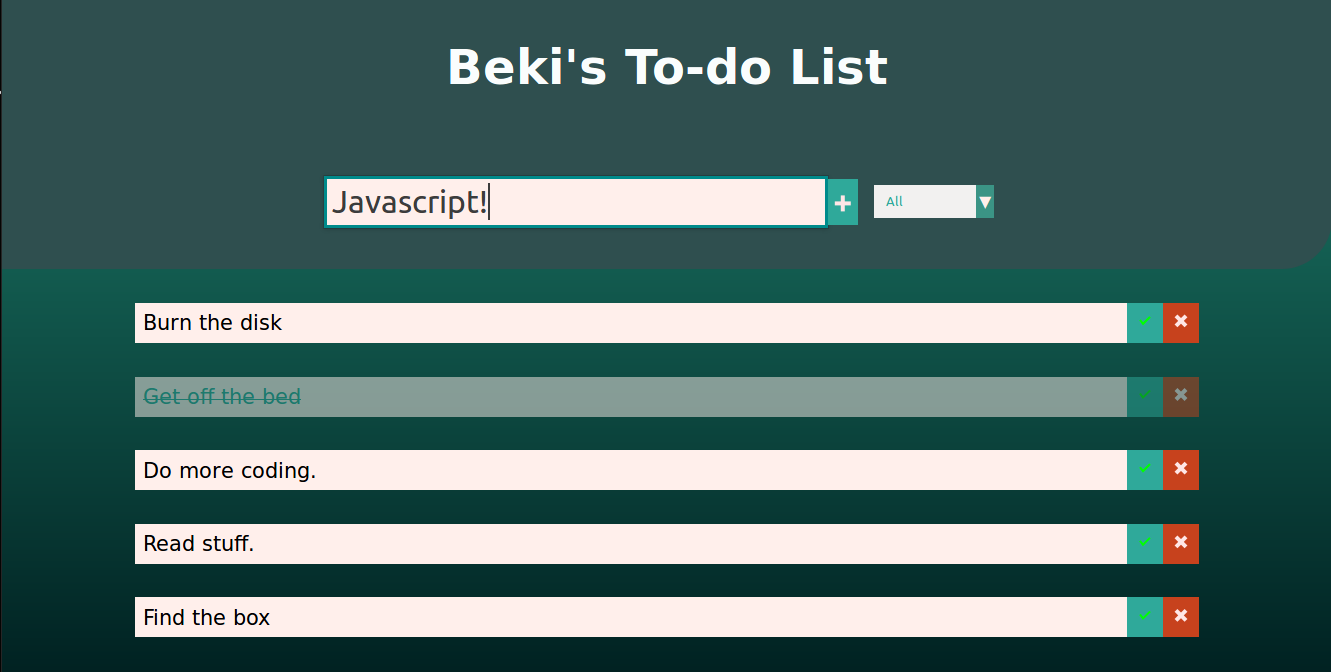 Beki's To-do List
Javascript!
All
Burn the disk
Get off the bed
Do more coding.
Read stuff.
Find the box